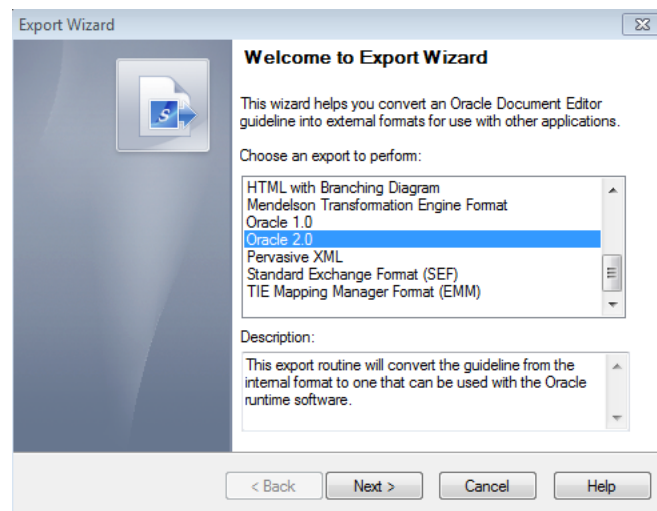 Export Wizard
Welcome to Export Wizard
This wizard helps you convert an Oracle Document Editor
guideline into external formats for use with other applications.
Choose an export to perform:
HTML with Branching Diagram
Mendelson Transformation Engine Format
Oracle 1.0
Oracle 2.0
Pervasive XML
Standard Exchange Format (SEF)
TIE Mapping Manager Format (EMM)
Description:
This export routine will convert the guideline from the
internal format to one that can be used with the Oracle
runtime software.
< Back Next > Cancel Help